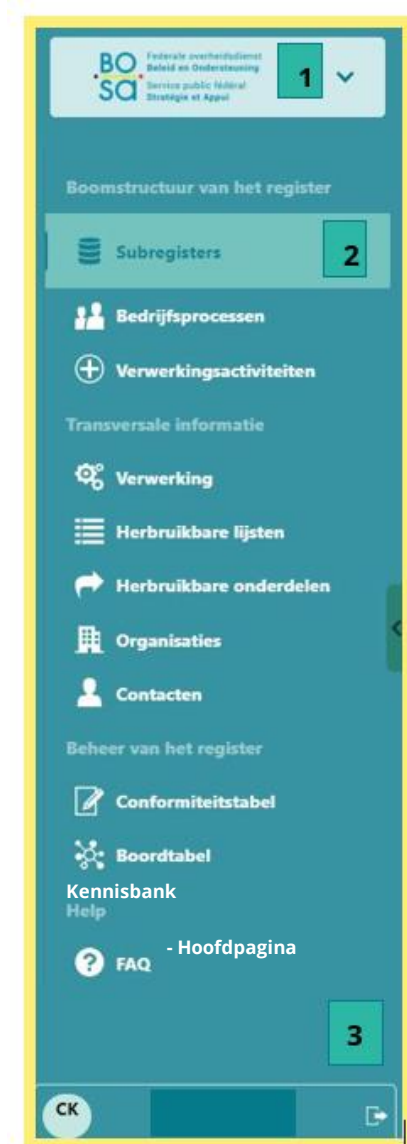 BO
SA
Federale overheidsdienst
Beleid en Ondersteuning
Service public fédéral
Stratégie et Appui
1
Boomstructuur van het register
Subregisters
2
Bedrijfsprocessen
Verwerkingsactiviteiten
Transversale informatie
Verwerking
Herbruikbare lijsten
Herbruikbare onderdelen
Organisaties
Contacten
Beheer van het register
Conformiteitstabel
Boordtabel
Kennisbank
Help
- Hoofdpagina
FAQ
3
CK